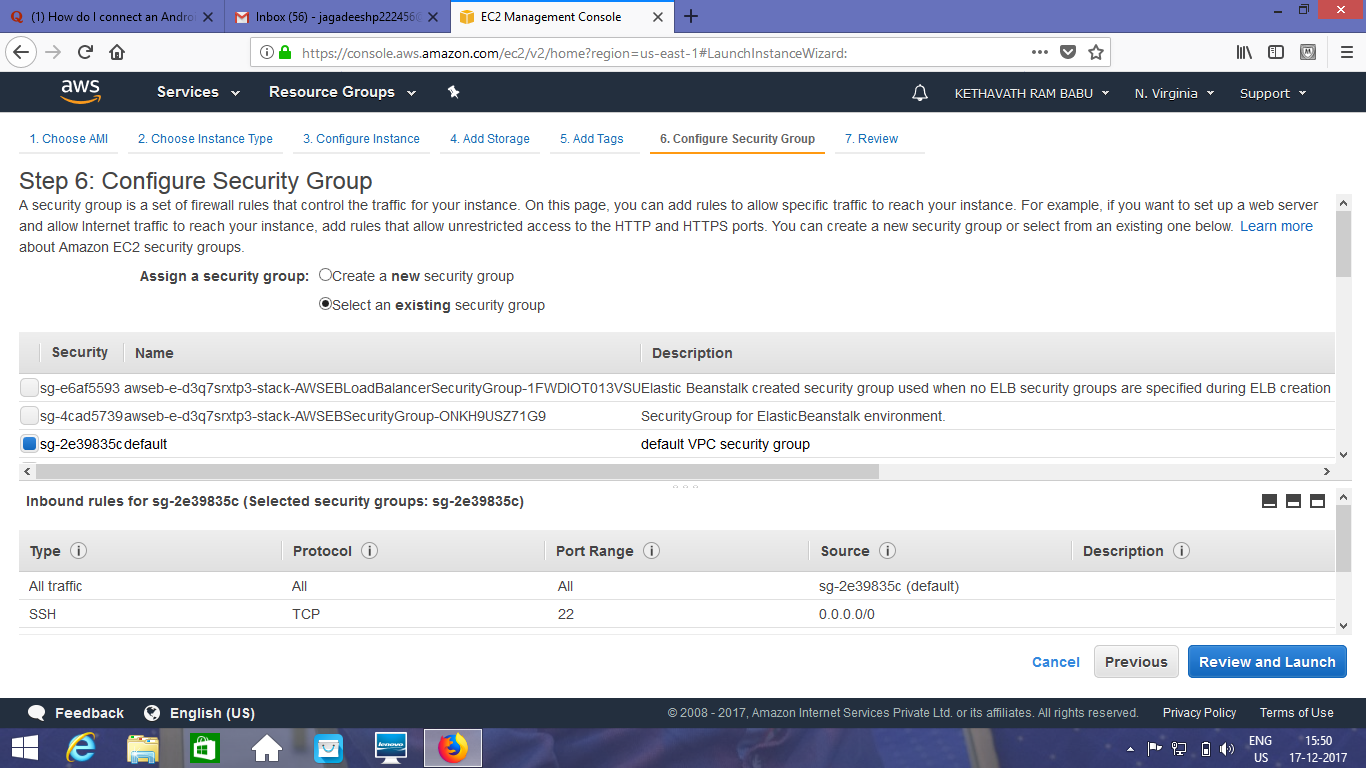 (1) How do I connect an Andro
Inbox (56) - jagadeeshp222456@
EC2 Management Console
https://console.aws.amazon.com/ec2/v2/home?region=us-east-1#LaunchInstanceWizard:
aws Services Resource Groups KETHAVATH RAM BABU N. Virginia Support
1. Choose AMI 2. Choose Instance Type 3. Configure Instance 4. Add Storage 5. Add Tags 6. Configure Security Group 7. Review
Step 6: Configure Security Group
A security group is a set of firewall rules that control the traffic for your instance. On this page, you can add rules to allow specific traffic to reach your instance. For example, if you want to set up a web server
and allow Internet traffic to reach your instance, add rules that allow unrestricted access to the HTTP and HTTPS ports. You can create a new security group or select from an existing one below. Learn more
about Amazon EC2 security groups.
Assign a security group: Create a new security group
Select an existing security group
Security Name Description
sg-e6af5593 awseb-e-d3q7srxtp3-stack-AWSEBLoadBalancerSecurityGroup-1FWDIOT013VSU Elastic Beanstalk created security group used when no ELB security groups are specified during ELB creation
sg-4cad5739 awseb-e-d3q7srxtp3-stack-AWSEBSecurityGroup-ONKH9USZ71G9 SecurityGroup for ElasticBeanstalk environment.
sg-2e39835c default default VPC security group
Inbound rules for sg-2e39835c (Selected security groups: sg-2e39835c)
Type Protocol Port Range Source Description
All traffic All All sg-2e39835c (default)
SSH TCP 22 0.0.0.0/0
Cancel Previous Review and Launch
Feedback English (US) © 2008 - 2017, Amazon Internet Services Private Ltd. or its affiliates. All rights reserved. Privacy Policy Terms of Use
lenovo
ENG 15:50
US 17-12-2017